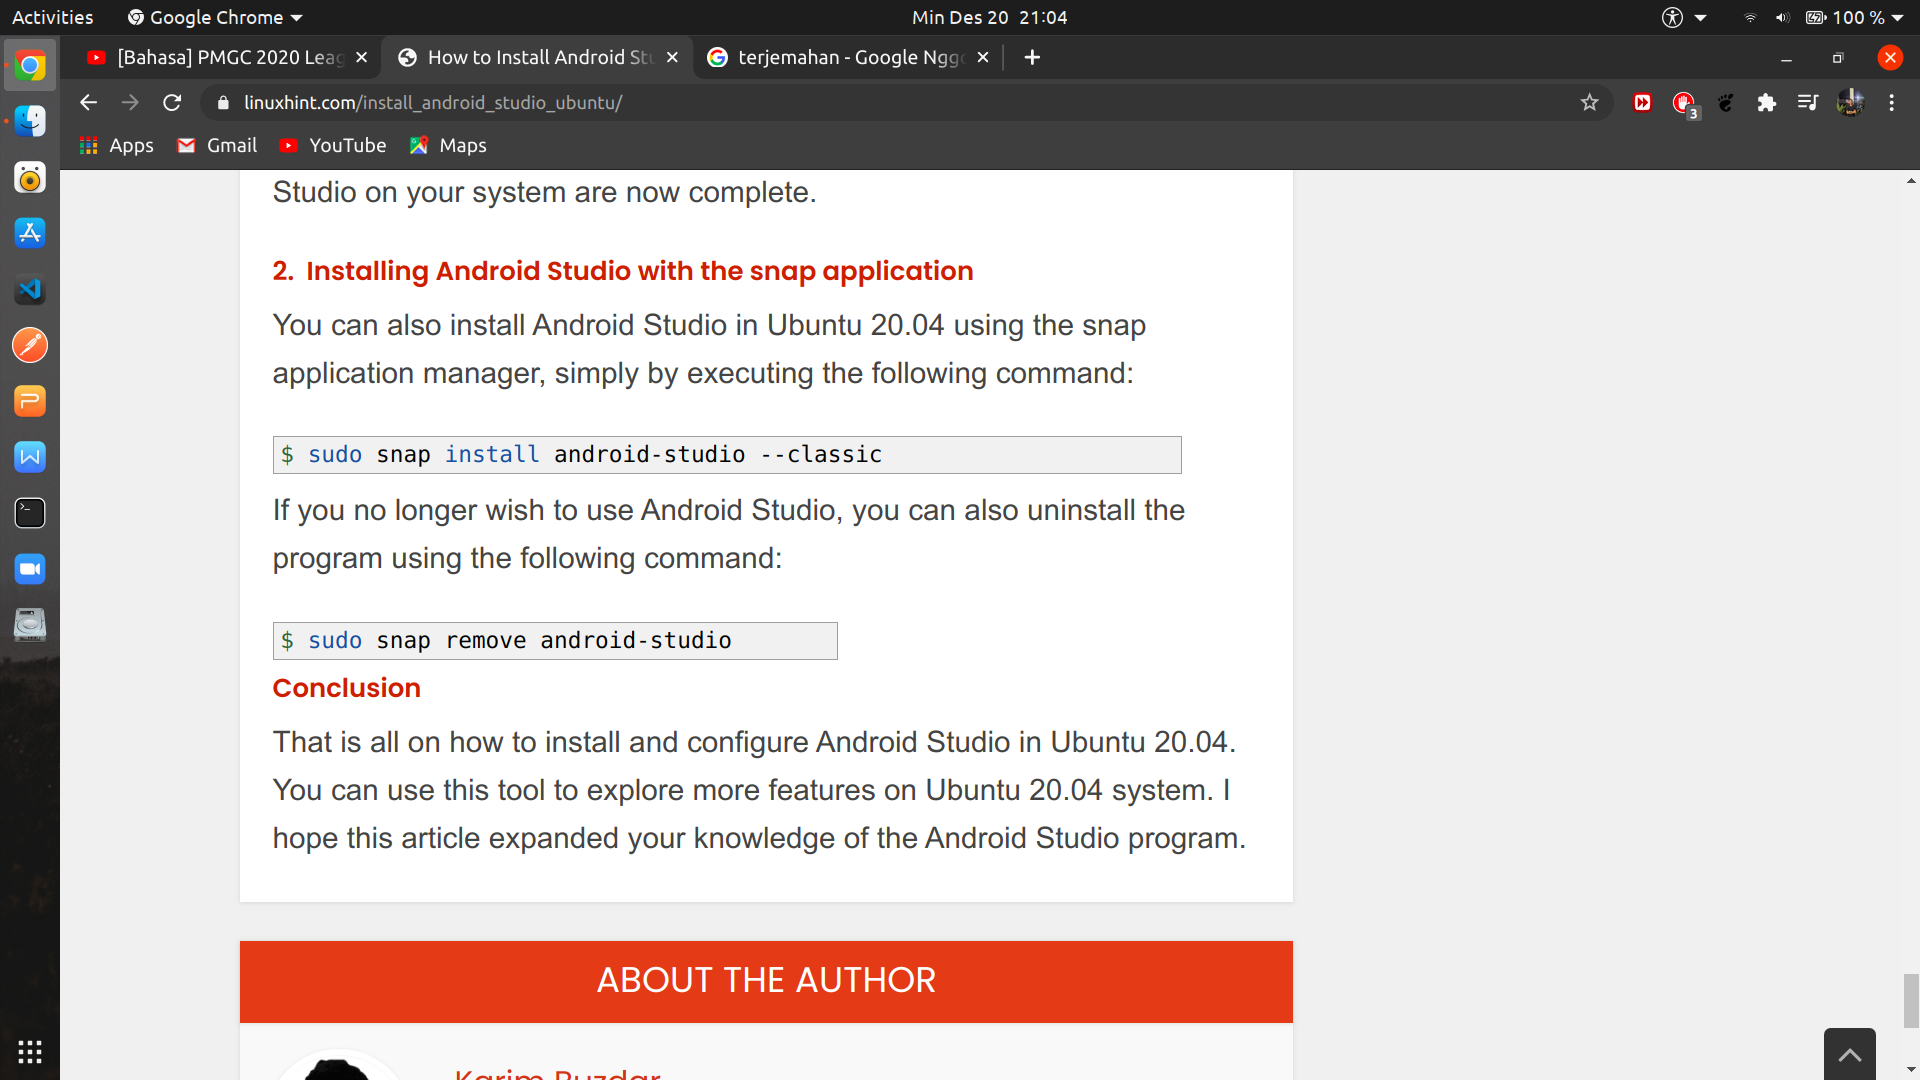 Activities
Google Chrome
Min Des 20 21:04
100 %
[Bahasa] PMGC 2020 Leag
How to Install Android Stu
terjemahan - Google Nggo
linuxhint.com/install_android_studio_ubuntu/
3
Apps
Gmail
YouTube
Maps
Studio on your system are now complete.
2. Installing Android Studio with the snap application
You can also install Android Studio in Ubuntu 20.04 using the snap
application manager, simply by executing the following command:
$ sudo snap install android-studio --classic
If you no longer wish to use Android Studio, you can also uninstall the
program using the following command:
$ sudo snap remove android-studio
Conclusion
That is all on how to install and configure Android Studio in Ubuntu 20.04.
You can use this tool to explore more features on Ubuntu 20.04 system. I
hope this article expanded your knowledge of the Android Studio program.
ABOUT THE AUTHOR
Karim Buzdar